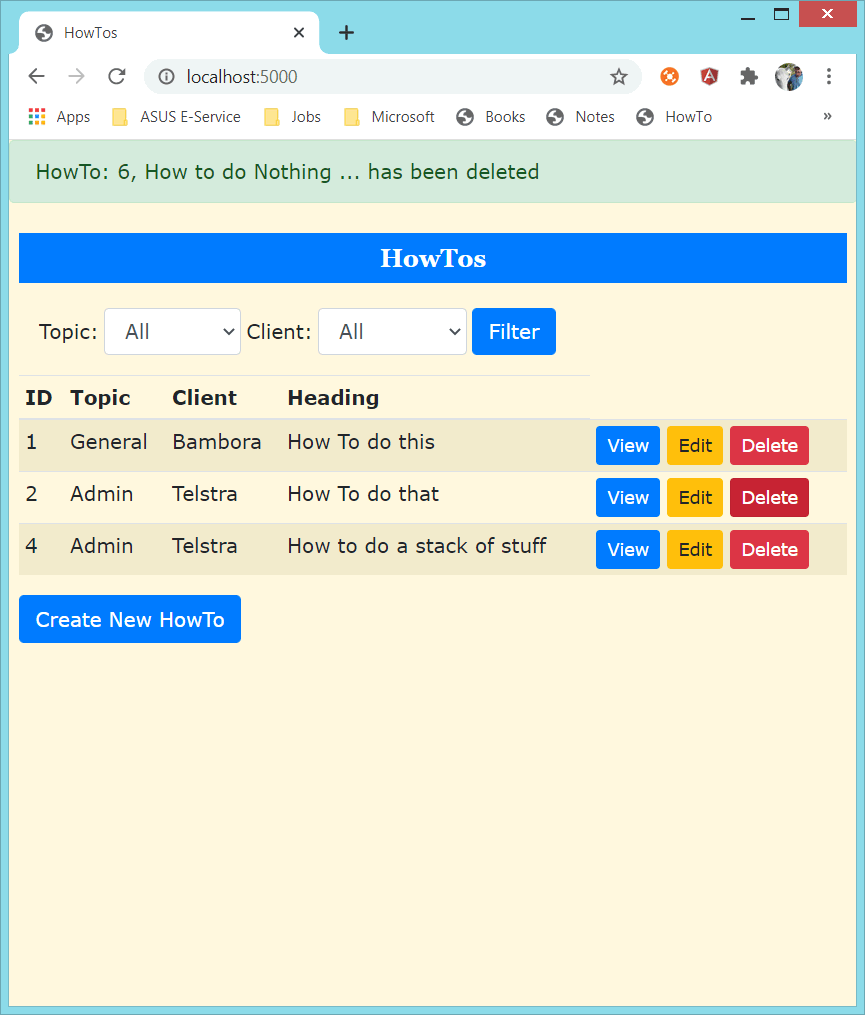 HowTos
localhost:5000
Apps ASUS E-Service Jobs Microsoft Books Notes HowTo »
HowTo: 6, How to do Nothing ... has been deleted
HowTos
Topic: All Client: All Filter
ID Topic Client Heading
1 General Bambora How To do this View Edit Delete
2 Admin Telstra How To do that View Edit Delete
4 Admin Telstra How to do a stack of stuff View Edit Delete
Create New HowTo